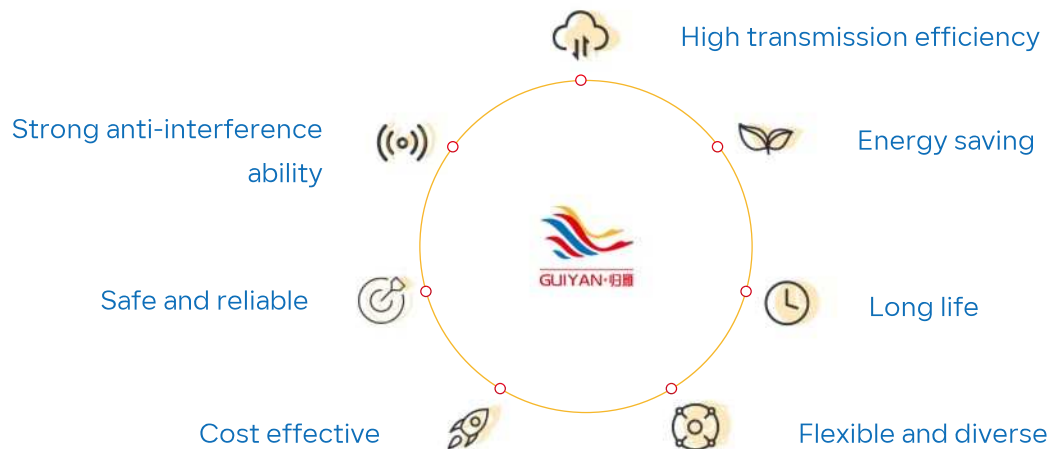 High transmission efficiency
Strong anti-interference
ability
Energy saving
GUIYAN·归雁
Safe and reliable
Long life
Cost effective
Flexible and diverse